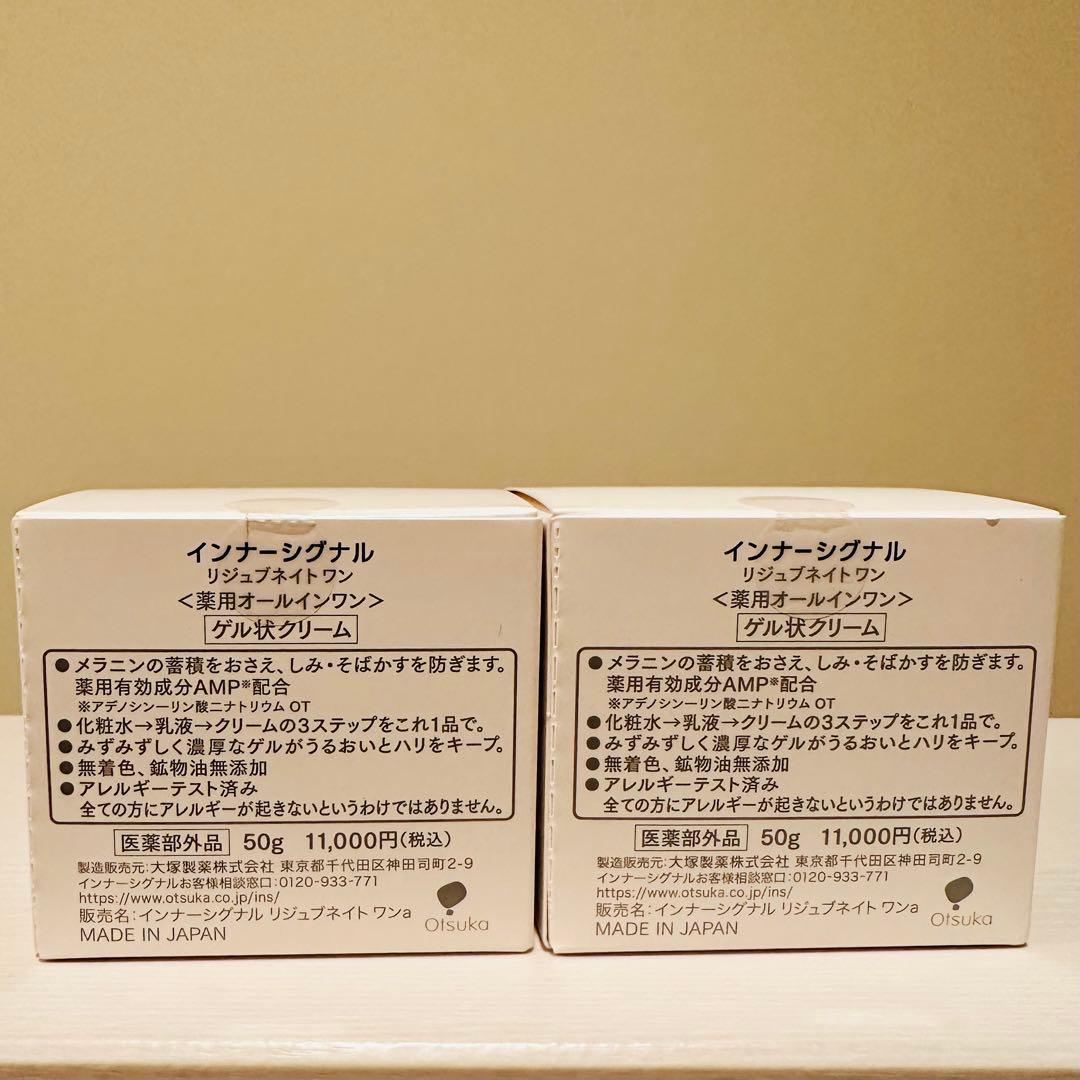 インナーシグナル
リジュブネイト ワン
＜薬用オールインワン＞
ゲル状クリーム
●メラニンの蓄積をおさえ、しみ・そばかすを防ぎます。
薬用有効成分AMP※配合
※アデノシン一リン酸二ナトリウム OT
●化粧水→乳液→クリームの3ステップをこれ1品で。
●みずみずしく濃厚なゲルがうるおいとハリをキープ。
●無着色、鉱物油無添加
●アレルギーテスト済み
全ての方にアレルギーが起きないというわけではありません。
医薬部外品 50g 11,000円(税込)
製造販売元:大塚製薬株式会社 東京都千代田区神田司町2-9
インナーシグナルお客様相談窓口:0120-933-771
https://www.otsuka.co.jp/ins/
販売名:インナーシグナル リジュブネイト ワンa
MADE IN JAPAN
Otsuka
インナーシグナル
リジュブネイト ワン
＜薬用オールインワン＞
ゲル状クリーム
●メラニンの蓄積をおさえ、しみ・そばかすを防ぎます。
薬用有効成分AMP※配合
※アデノシン一リン酸二ナトリウム OT
●化粧水→乳液→クリームの3ステップをこれ1品で。
●みずみずしく濃厚なゲルがうるおいとハリをキープ。
●無着色、鉱物油無添加
●アレルギーテスト済み
全ての方にアレルギーが起きないというわけではありません。
医薬部外品 50g 11,000円(税込)
製造販売元:大塚製薬株式会社 東京都千代田区神田司町2-9
インナーシグナルお客様相談窓口:0120-933-771
https://www.otsuka.co.jp/ins/
販売名:インナーシグナル リジュブネイト ワンa
MADE IN JAPAN
Otsuka